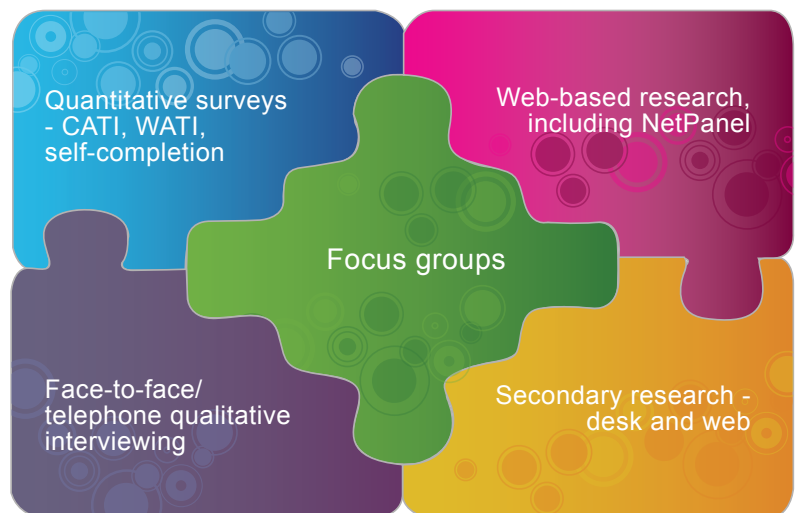 Quantitative surveys
- CATI, WATI,
self-completion
Web-based research,
including NetPanel
Focus groups
Face-to-face/
telephone qualitative
interviewing
Secondary research -
desk and web